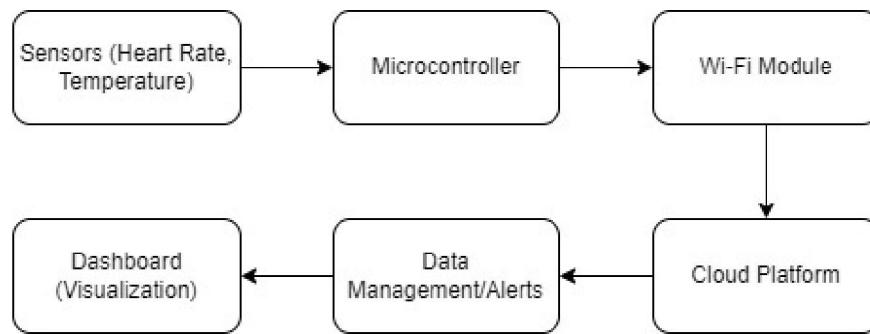 Sensors (Heart Rate,
Temperature)
Microcontroller
Wi-Fi Module
Dashboard
(Visualization)
Data
Management/Alerts
Cloud Platform